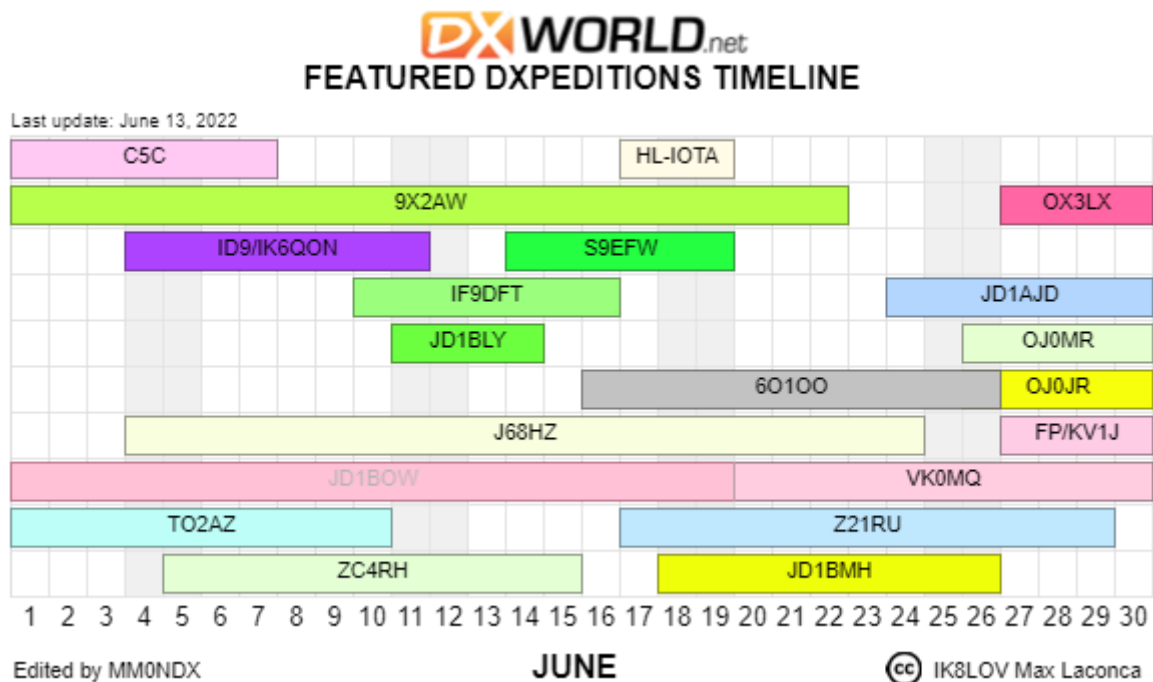 DX WORLD.net
FEATURED DXPEDITIONS TIMELINE
Last update: June 13, 2022
C5C HL-IOTA
9X2AW OX3LX
ID9/IK6QON S9EFW
IF9DFT JD1AJD
JD1BLY OJ0MR
6O1OO OJ0JR
J68HZ FP/KV1J
JD1BOW VK0MQ
TO2AZ Z21RU
ZC4RH JD1BMH
1 2 3 4 5 6 7 8 9 10 11 12 13 14 15 16 17 18 19 20 21 22 23 24 25 26 27 28 29 30
Edited by MM0NDX JUNE cc IK8LOV Max Laconca